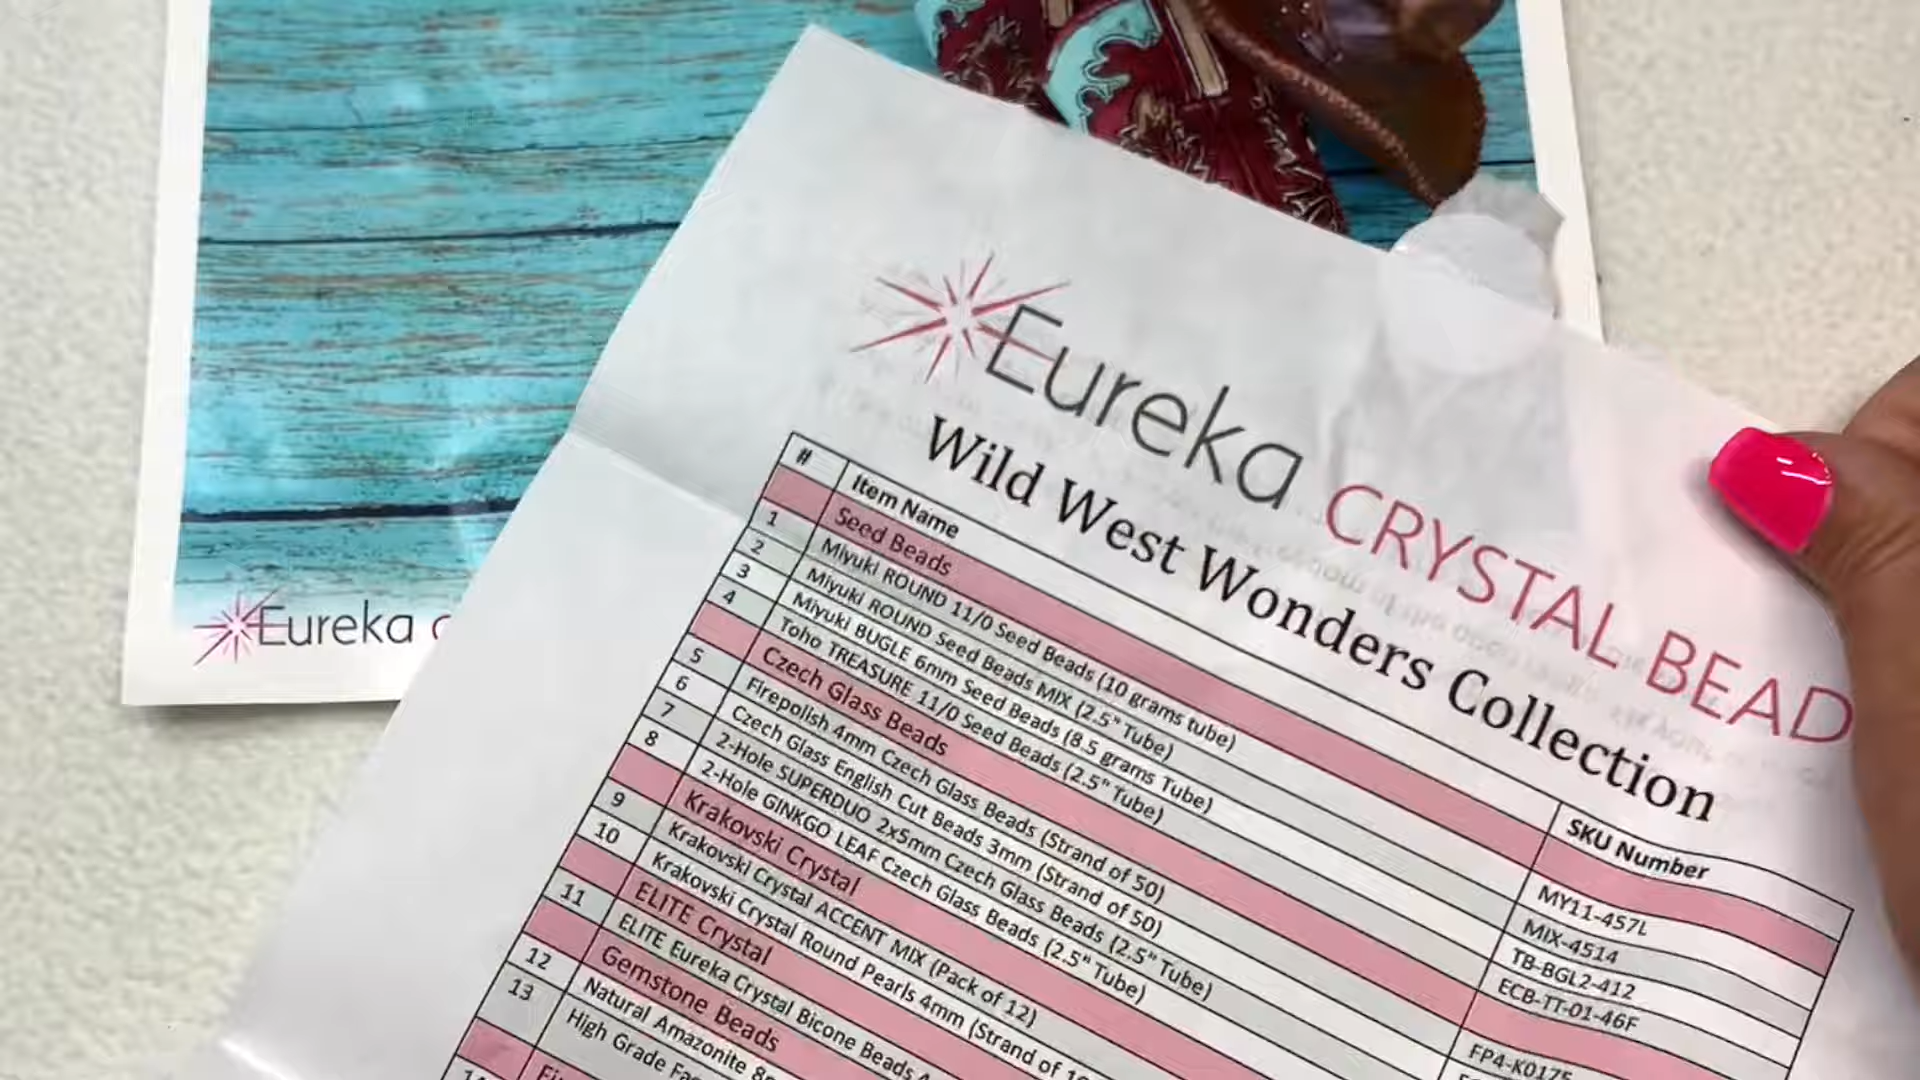 Eureka CRYSTAL BEAD
Wild West Wonders Collection
# Item Name SKU Number
Seed Beads
1 Miyuki ROUND 11/0 Seed Beads (10 grams tube) MY11-457L
2 Miyuki ROUND Seed Beads MIX (2.5" Tube) MIX-4514
3 Miyuki BUGLE 6mm Seed Beads (8.5 grams Tube) TB-BGL2-412
4 Toho TREASURE 11/0 Seed Beads (2.5" Tube) ECB-TT-01-46F
Czech Glass Beads
5 Firepolish 4mm Czech Glass Beads (Strand of 50) FP4-K0175
6 Czech Glass English Cut Beads 3mm (Strand of 50)
7 2-Hole SUPERDUO 2x5mm Czech Glass Beads (2.5" Tube)
8 2-Hole GINKGO LEAF Czech Glass Beads (2.5" Tube)
Krakovski Crystal
9 Krakovski Crystal ACCENT MIX (Pack of 12)
10 Krakovski Crystal Round Pearls 4mm (Strand of
ELITE Crystal
11 ELITE Eureka Crystal Bicone Beads
Gemstone Beads
12 Natural Amazonite
13 High Grade
Eureka